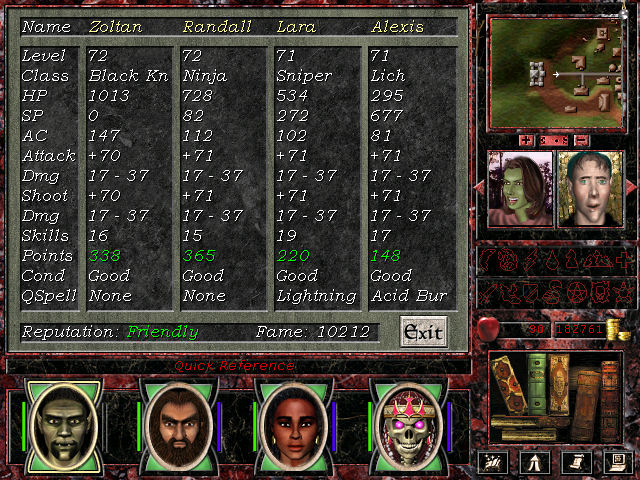 Name Zoltan Randall Lara Alexis
Level 72 72 71 71
Class Black Kn Ninja Sniper Lich
HP 1013 728 534 295
SP 0 82 272 677
AC 147 112 102 81
Attack +70 +71 +71 +71
Dmg 17 - 37 17 - 37 17 - 37 17 - 37
Shoot +70 +71 +71 +71
Dmg 17 - 37 17 - 37 17 - 37 17 - 37
Skills 16 15 19 17
Points 338 365 220 148
Cond Good Good Good Good
QSpell None None Lightning Acid Bur
Reputation: Friendly Fame: 10212 Exit
182761
Quick Reference